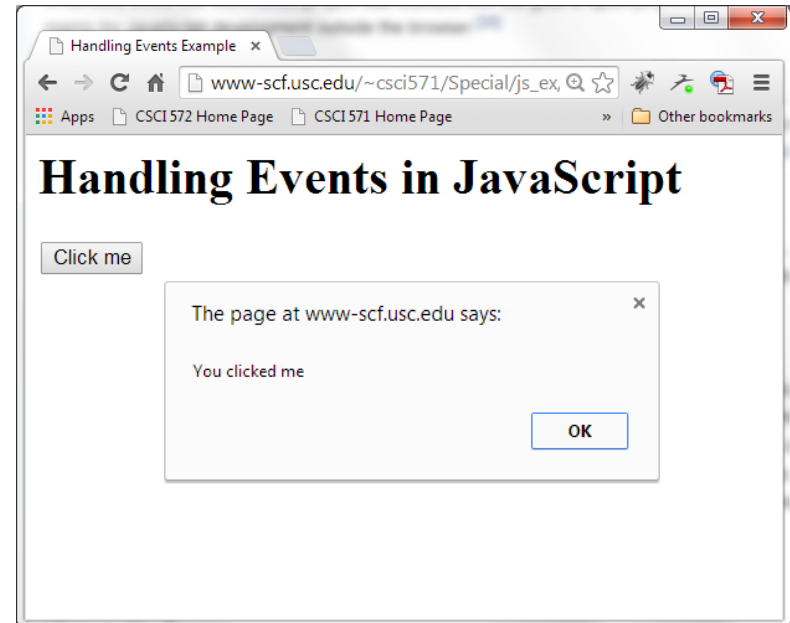 Handling Events Example
www-scf.usc.edu/~csci571/Special/js_ex,
Apps CSCI 572 Home Page CSCI 571 Home Page » Other bookmarks
Handling Events in JavaScript
Click me
The page at www-scf.usc.edu says:
You clicked me
OK